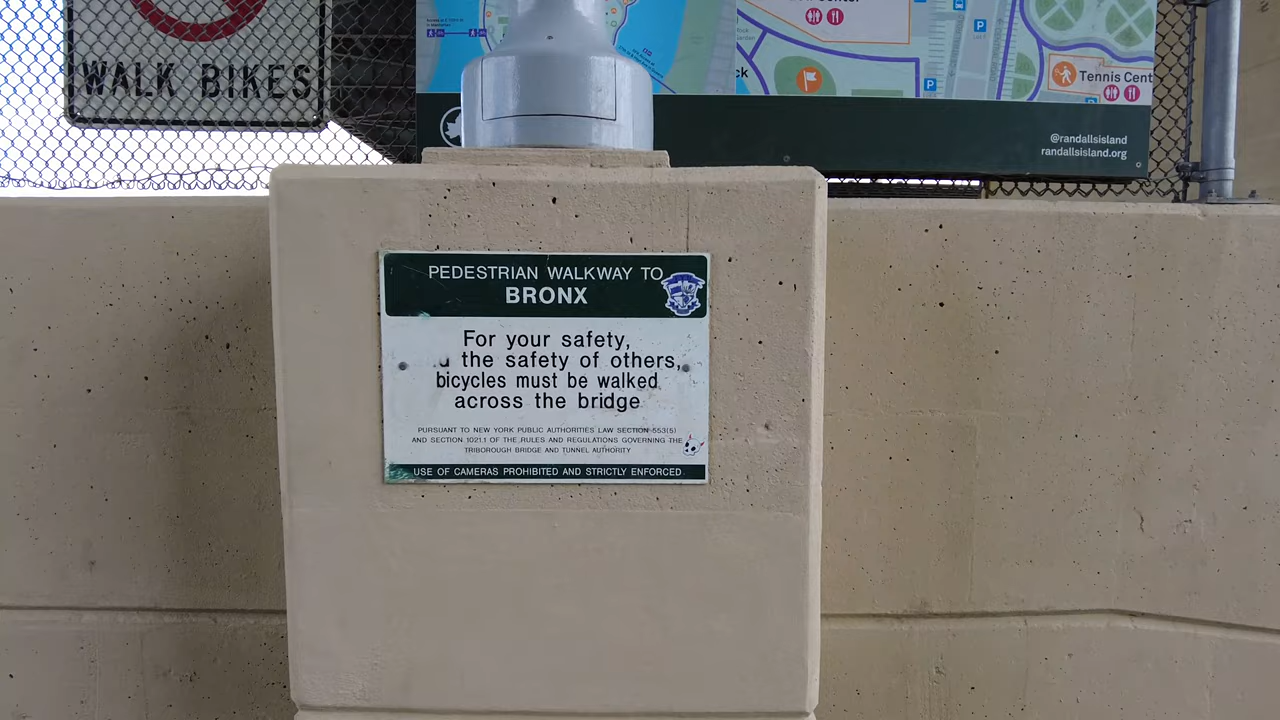 WALK BIKES
Tennis Cent
@randallsisland
randallsisland.org
PEDESTRIAN WALKWAY TO
BRONX
For your safety,
the safety of others,
bicycles must be walked
across the bridge
PURSUANT TO NEW YORK PUBLIC AUTHORITIES LAW SECTION 553(5)
AND SECTION 1021.1 OF THE RULES AND REGULATIONS GOVERNING THE
TRIBOROUGH BRIDGE AND TUNNEL AUTHORITY
USE OF CAMERAS PROHIBITED AND STRICTLY ENFORCED